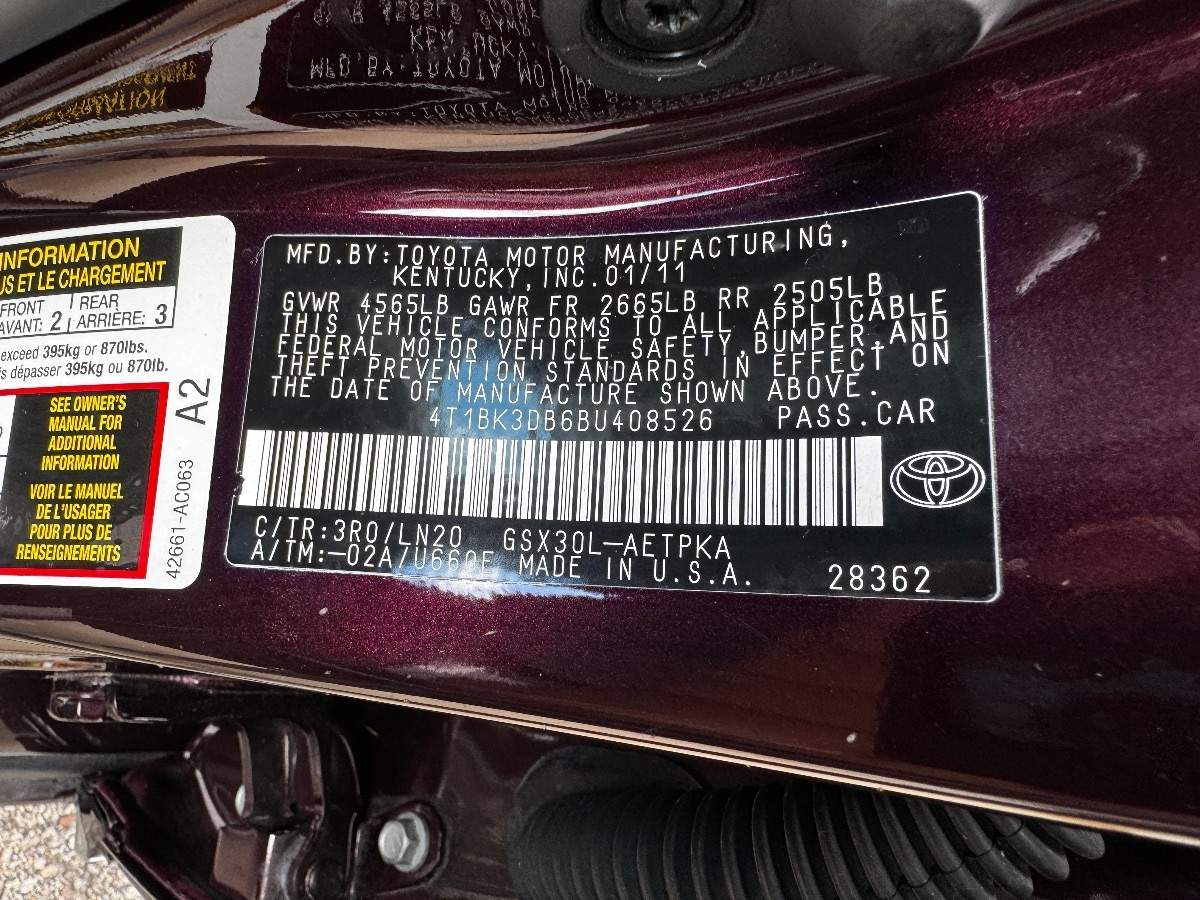 INFORMATION
US ET LE CHARGEMENT
FRONT
AVANT: 2
REAR
ARRIÈRE: 3
exceed 395kg or 870lbs.
dépasser 395kg ou 870lb.
SEE OWNER'S
MANUAL FOR
ADDITIONAL
INFORMATION
VOIR LE MANUEL
DE L'USAGER
POUR PLUS DE
RENSEIGNEMENTS
A2
42661-AC063
MFD.BY:TOYOTA MOTOR MANUFACTURING,
KENTUCKY,INC.01/11
GVWR 4565LB GAWR FR 2665LB RR 2505LB
THIS VEHICLE CONFORMS TO ALL APPLICABLE
FEDERAL MOTOR VEHICLE SAFETY,BUMPER,AND
THEFT PREVENTION STANDARDS IN EFFECT ON
THE DATE OF MANUFACTURE SHOWN ABOVE.
4T1BK3DB6BU408526 PASS.CAR
C/TR:3R0/LN20 GSX30L-AETPKA
A/TM:-02A/U660E MADE IN U.S.A.
28362